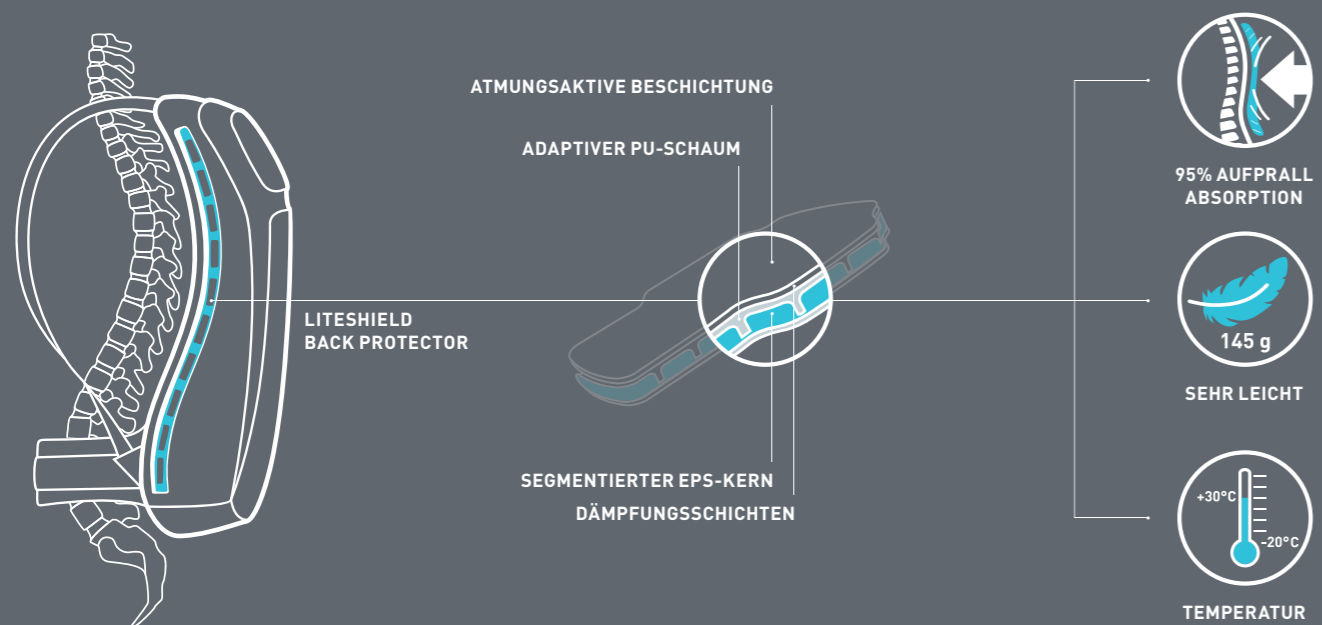 ATMUNGSAKTIVE BESCHICHTUNG
ADAPTIVER PU-SCHAUM
LITESHIELD
BACK PROTECTOR
SEGMENTIERTER EPS-KERN
DÄMPFUNGSSCHICHTEN
95% AUFPRALL
ABSORPTION
145 g
SEHR LEICHT
+30°C
-20°C
TEMPERATUR